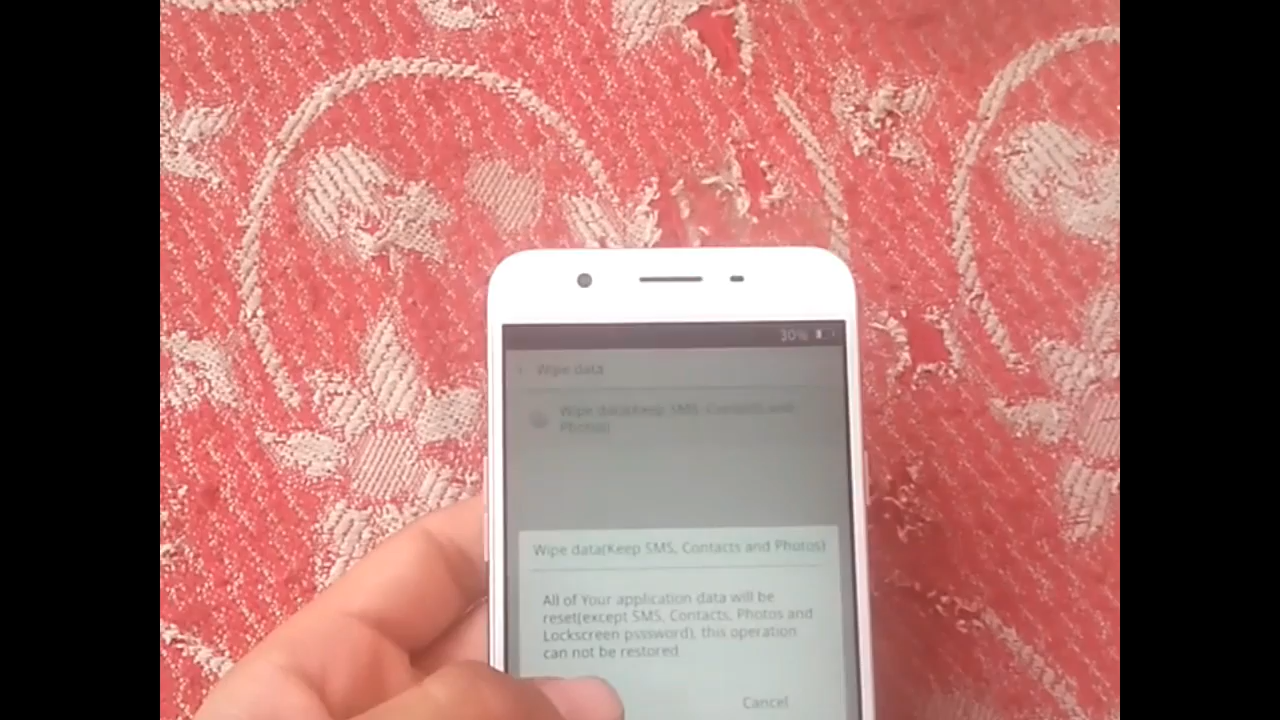 30%
Wipe data
Wipe data(Keep SMS, Contacts and
Photos)
Wipe data(Keep SMS, Contacts and Photos)
All of Your application data will be
reset(except SMS, Contacts, Photos and
Lockscreen psssword), this operation
can not be restored
Cancel